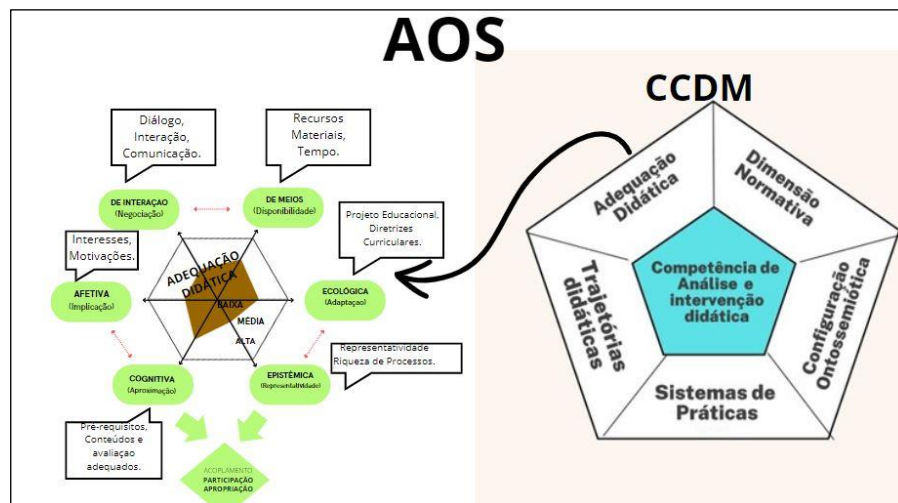 AOS
Diálogo,
Interação,
Comunicação.
Recursos
Materiais,
Tempo.
DE INTERAÇAO
(Negociação)
DE MEIOS
(Disponibilidade)
Interesses,
Motivações.
Projeto Educacional,
Diretrizes
Curriculares.
ADEQUAÇÃO
DIDÁTICA
BAIXA
MÉDIA
ALTA
AFETIVA
(Implicação)
ECOLÓGICA
(Adaptaçao)
Representatividade
Riqueza de Processos.
COGNITIVA
(Aproximação)
EPISTÊMICA
(Representatividade)
Pré-requisitos,
Conteúdos e
avaliaçao
adequados.
ACOPLAMENTO
PARTICIPAÇÃO
APROPRIAÇÃO
CCDM
Adequação
Didática
Dimensão
Normativa
Trajetórias
didáticas
Competência de
Análise e
intervenção
didática
Configuração
Ontossemiótica
Sistemas de
Práticas